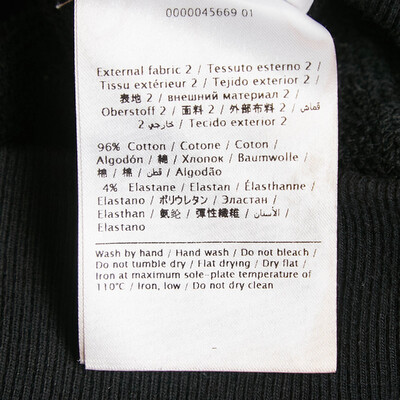 0000045669 01
External fabric 2 / Tessuto esterno 2 /
Tissu extérieur 2 / Tejido exterior 2 /
表地 2 / внешний материал 2 /
Oberstoff 2 / 面料 2 / 外部布料 2 / قماش
خارجي 2 / Tecido exterior 2
96% Cotton / Cotone / Coton /
Algodón / 綿 / Хлопок / Baumwolle /
棉 / 棉 / قطن / Algodão
4% Elastane / Elastan / Élasthanne /
Elastano / ポリウレタン / Эластан /
Elasthan / 氨纶 / 彈性纖維 / الأستان /
Elastano
Wash by hand / Hand wash / Do not bleach /
Do not tumble dry / Flat drying / Dry flat /
Iron at maximum sole-plate temperature of
110°C / Iron, low / Do not dry clean